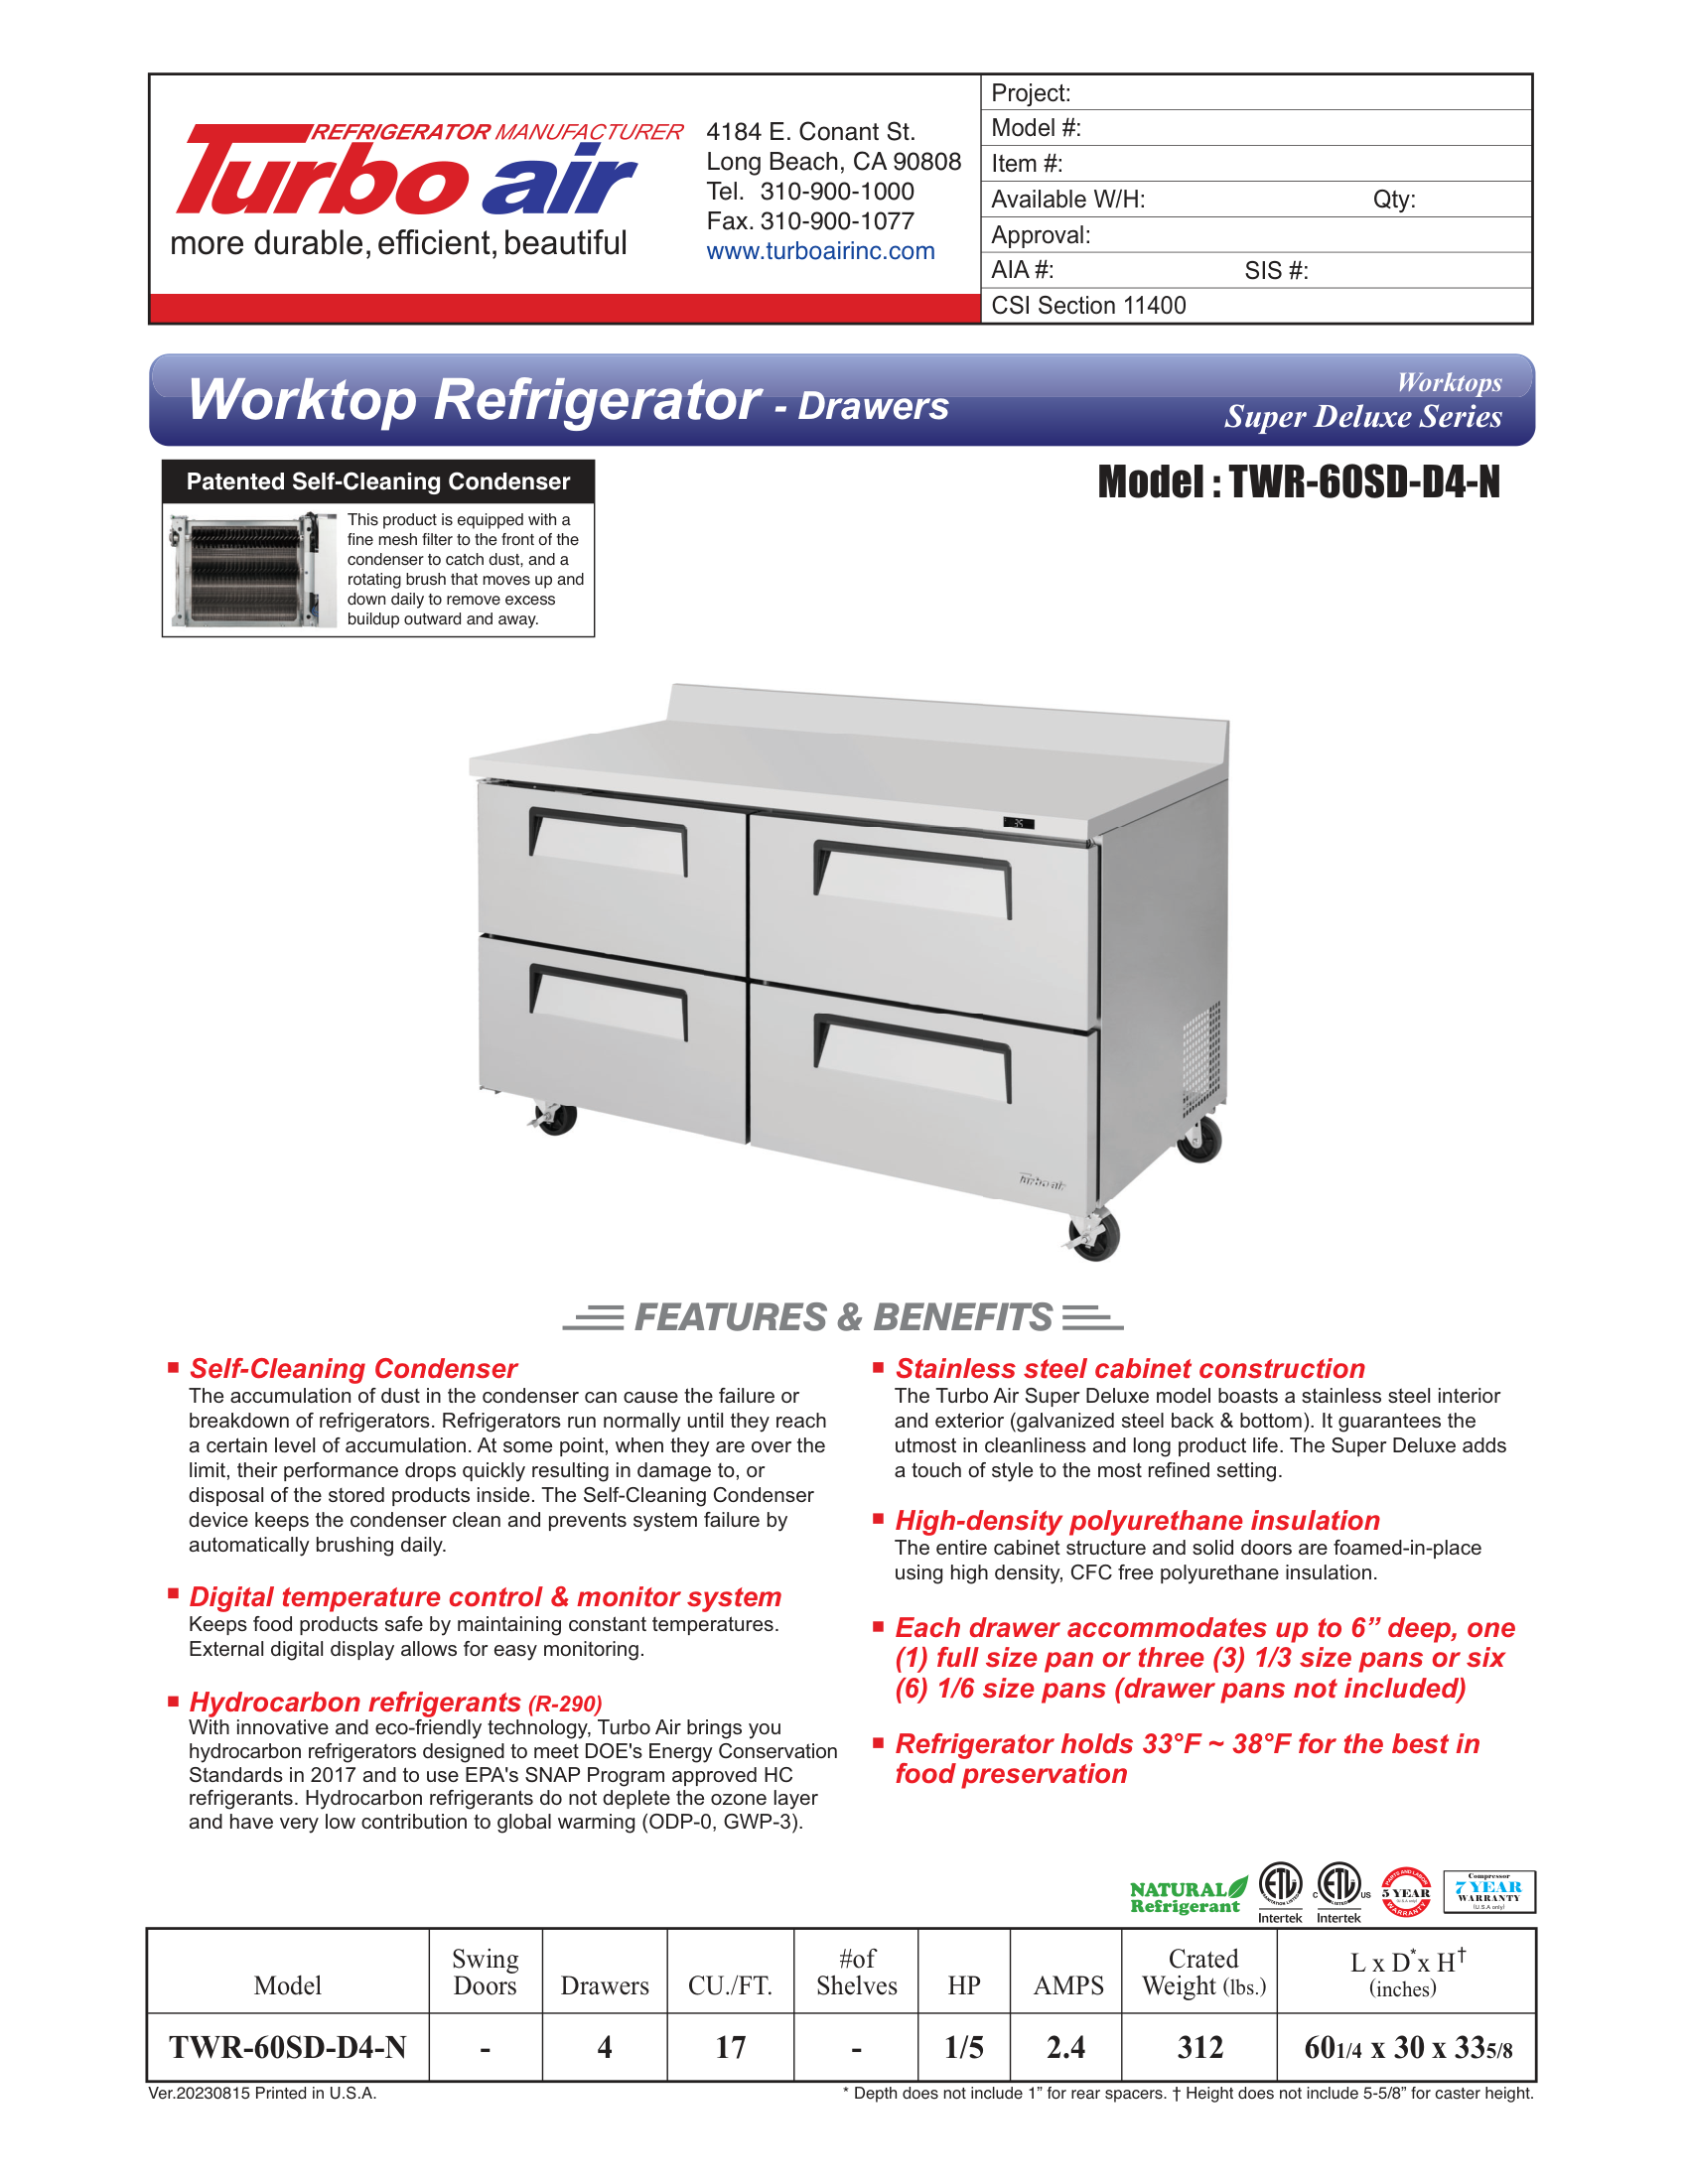 REFRIGERATOR MANUFACTURER
Turbo air
more durable, efficient, beautiful
4184 E. Conant St.
Long Beach, CA 90808
Tel. 310-900-1000
Fax. 310-900-1077
www.turboairinc.com
Project:
Model #:
Item #:
Available W/H: Qty:
Approval:
AIA #: SIS #:
CSI Section 11400
Worktop Refrigerator - Drawers
Worktops
Super Deluxe Series
Patented Self-Cleaning Condenser
This product is equipped with a
fine mesh filter to the front of the
condenser to catch dust, and a
rotating brush that moves up and
down daily to remove excess
buildup outward and away.
Model : TWR-60SD-D4-N
Turbo air
FEATURES & BENEFITS
▪ Self-Cleaning Condenser
The accumulation of dust in the condenser can cause the failure or
breakdown of refrigerators. Refrigerators run normally until they reach
a certain level of accumulation. At some point, when they are over the
limit, their performance drops quickly resulting in damage to, or
disposal of the stored products inside. The Self-Cleaning Condenser
device keeps the condenser clean and prevents system failure by
automatically brushing daily.
▪ Digital temperature control & monitor system
Keeps food products safe by maintaining constant temperatures.
External digital display allows for easy monitoring.
▪ Hydrocarbon refrigerants (R-290)
With innovative and eco-friendly technology, Turbo Air brings you
hydrocarbon refrigerators designed to meet DOE's Energy Conservation
Standards in 2017 and to use EPA's SNAP Program approved HC
refrigerants. Hydrocarbon refrigerants do not deplete the ozone layer
and have very low contribution to global warming (ODP-0, GWP-3).
▪ Stainless steel cabinet construction
The Turbo Air Super Deluxe model boasts a stainless steel interior
and exterior (galvanized steel back & bottom). It guarantees the
utmost in cleanliness and long product life. The Super Deluxe adds
a touch of style to the most refined setting.
▪ High-density polyurethane insulation
The entire cabinet structure and solid doors are foamed-in-place
using high density, CFC free polyurethane insulation.
▪ Each drawer accommodates up to 6” deep, one
(1) full size pan or three (3) 1/3 size pans or six
(6) 1/6 size pans (drawer pans not included)
▪ Refrigerator holds 33°F ~ 38°F for the best in
food preservation
NATURAL
Refrigerant
ETL
SANITATION LISTED
Intertek
C ETL US
LISTED
Intertek
PARTS AND LABOR
5 YEAR
(U.S.A only)
WARRANTY
Compressor
7 YEAR
WARRANTY
(U.S.A only)
Model Swing Doors Drawers CU./FT. #of Shelves HP AMPS Crated Weight (lbs.) L x D* x H† (inches)
TWR-60SD-D4-N - 4 17 - 1/5 2.4 312 601/4 x 30 x 335/8
Ver.20230815 Printed in U.S.A.
* Depth does not include 1” for rear spacers. † Height does not include 5-5/8” for caster height.